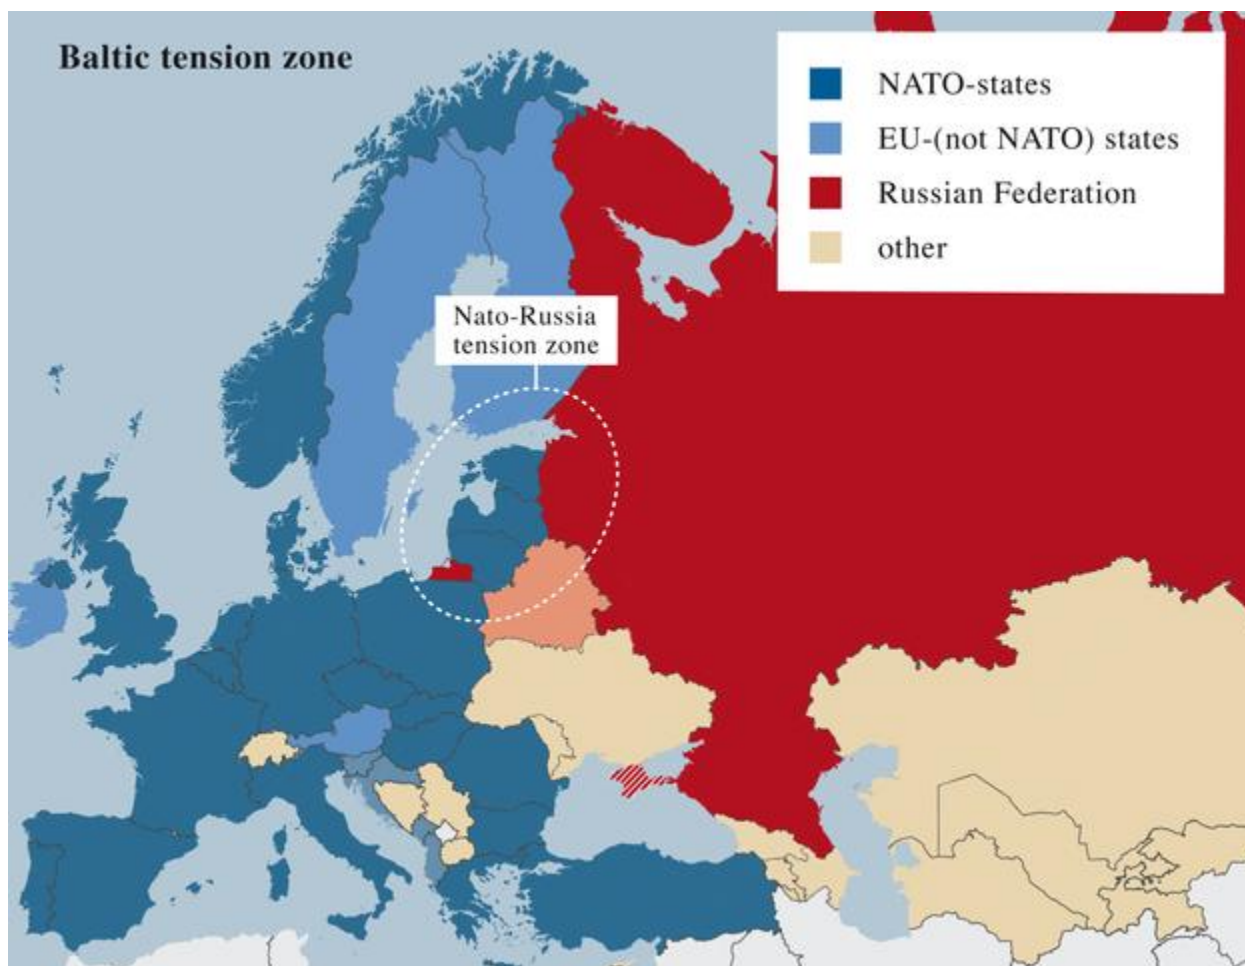 Baltic tension zone
NATO-states
EU-(not NATO) states
Russian Federation
other
Nato-Russia
tension zone